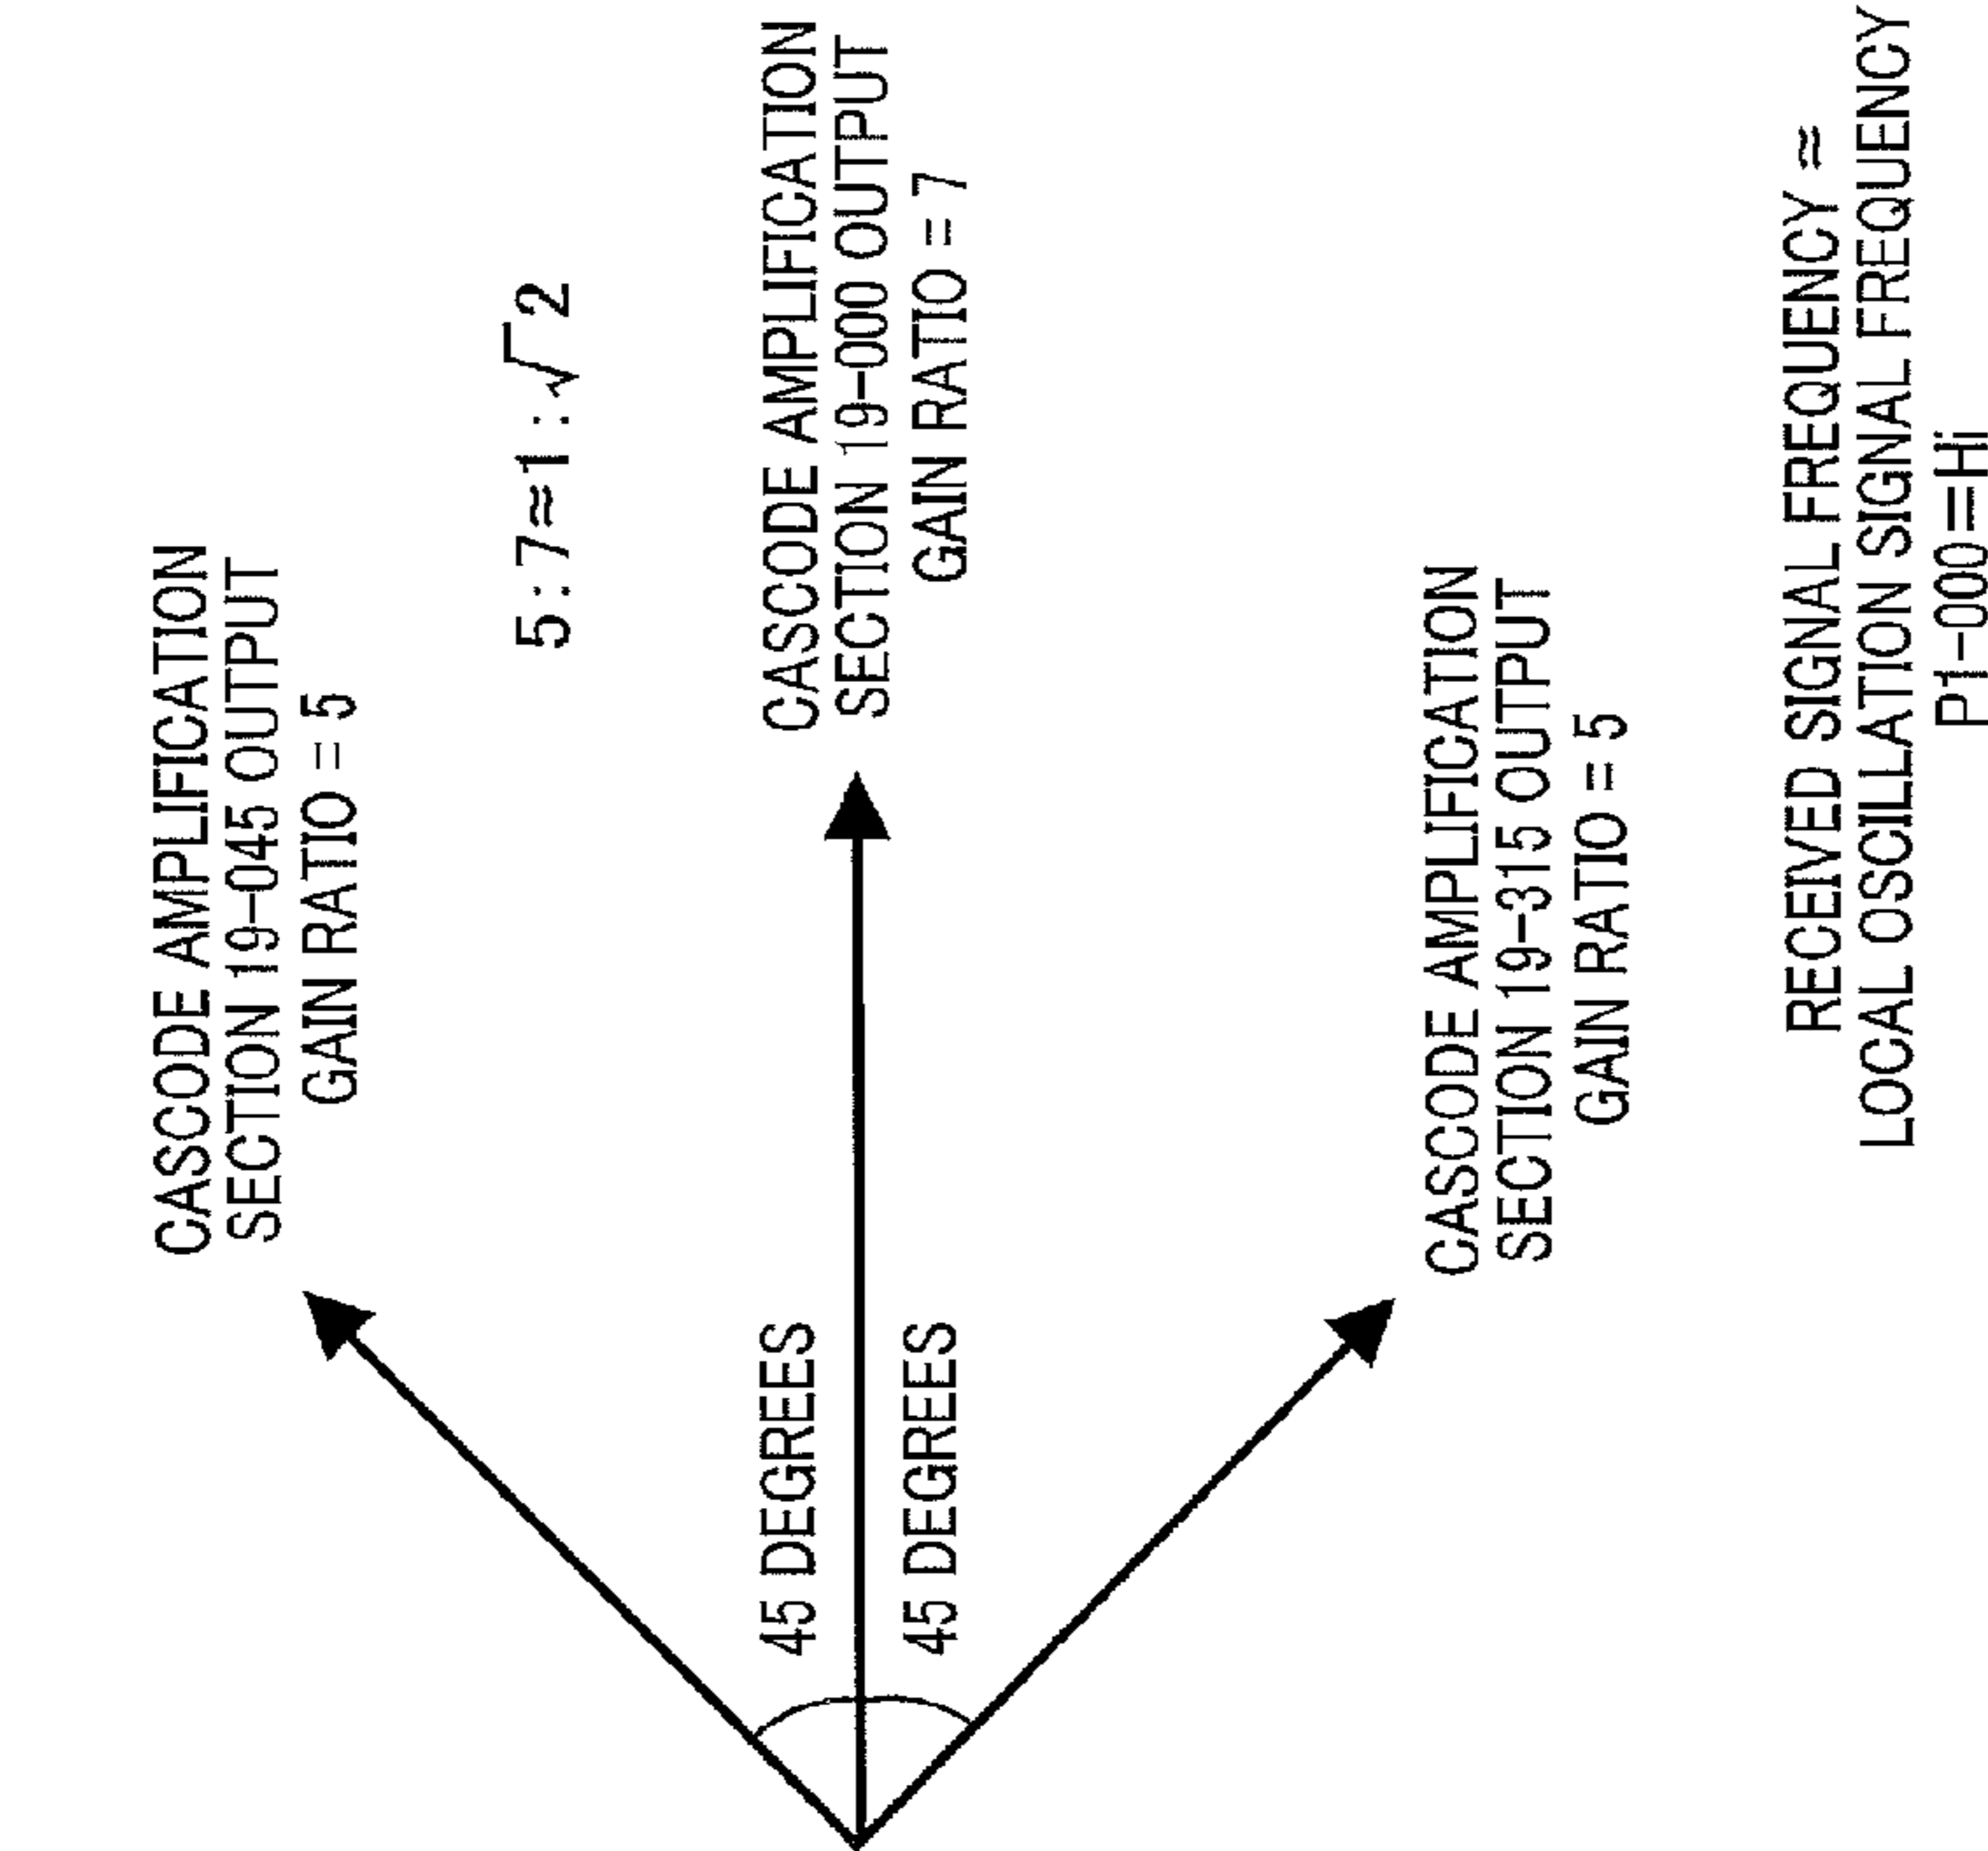 CASCODE AMPLIFICATION
SECTION 19-045 OUTPUT
GAIN RATIO = 5
5:7≈1:√2
CASCODE AMPLIFICATION
SECTION 19-000 OUTPUT
GAIN RATIO = 7
45 DEGREES
45 DEGREES
CASCODE AMPLIFICATION
SECTION 19-315 OUTPUT
GAIN RATIO = 5
RECEIVED SIGNAL FREQUENCY ≈
LOCAL OSCILLATION SIGNAL FREQUENCY
P1-000=Hi